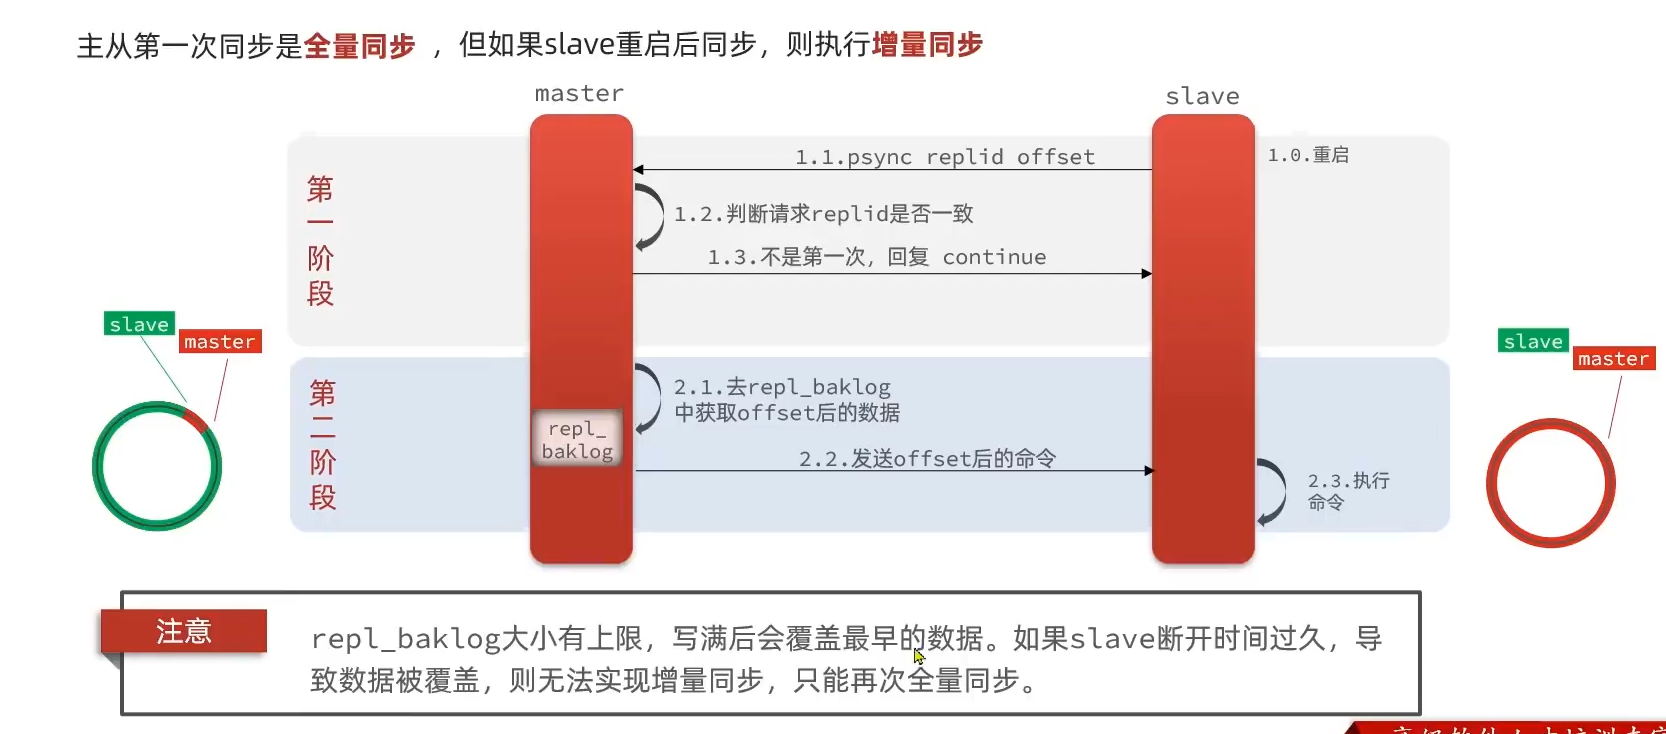 主从第一次同步是全量同步 ，但如果slave重启后同步，则执行增量同步
master
slave
第一阶段
1.0.重启
1.1.psync replid offset
1.2.判断请求replid是否一致
1.3.不是第一次，回复 continue
slave
master
slave
master
第二阶段
2.1.去repl_baklog
中获取offset后的数据
repl_
baklog
2.2.发送offset后的命令
2.3.执行
命令
注意
repl_baklog大小有上限，写满后会覆盖最早的数据。如果slave断开时间过久，导
致数据被覆盖，则无法实现增量同步，只能再次全量同步。